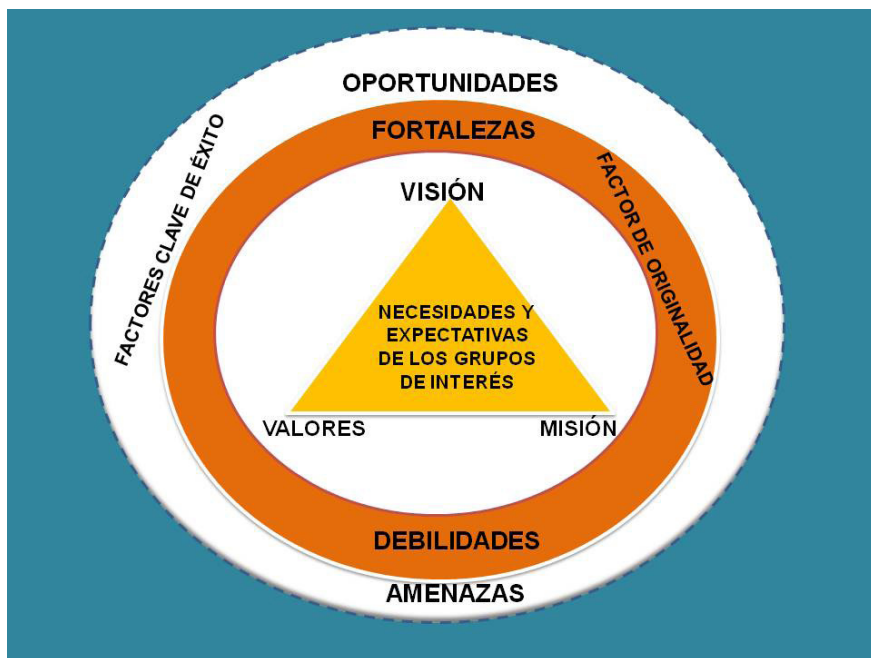 OPORTUNIDADES
FORTALEZAS
FACTORES CLAVE DE ÉXITO
FACTOR DE ORIGINALIDAD
VISIÓN
NECESIDADES Y
EXPECTATIVAS
DE LOS GRUPOS
DE INTERÉS
VALORES
MISIÓN
DEBILIDADES
AMENAZAS